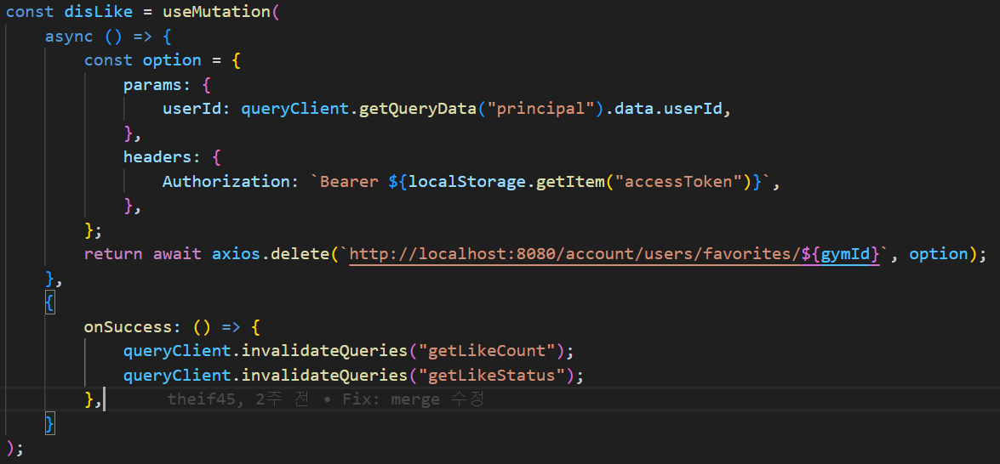 const disLike = useMutation(
    async () => {
        const option = {
            params: {
                userId: queryClient.getQueryData("principal").data.userId,
            },
            headers: {
                Authorization: `Bearer ${localStorage.getItem("accessToken")}`,
            },
        };
        return await axios.delete(`http://localhost:8080/account/users/favorites/${gymId}`, option);
    },
    {
        onSuccess: () => {
            queryClient.invalidateQueries("getLikeCount");
            queryClient.invalidateQueries("getLikeStatus");
        },    theif45, 2주 전 • Fix: merge 수정
    }
);